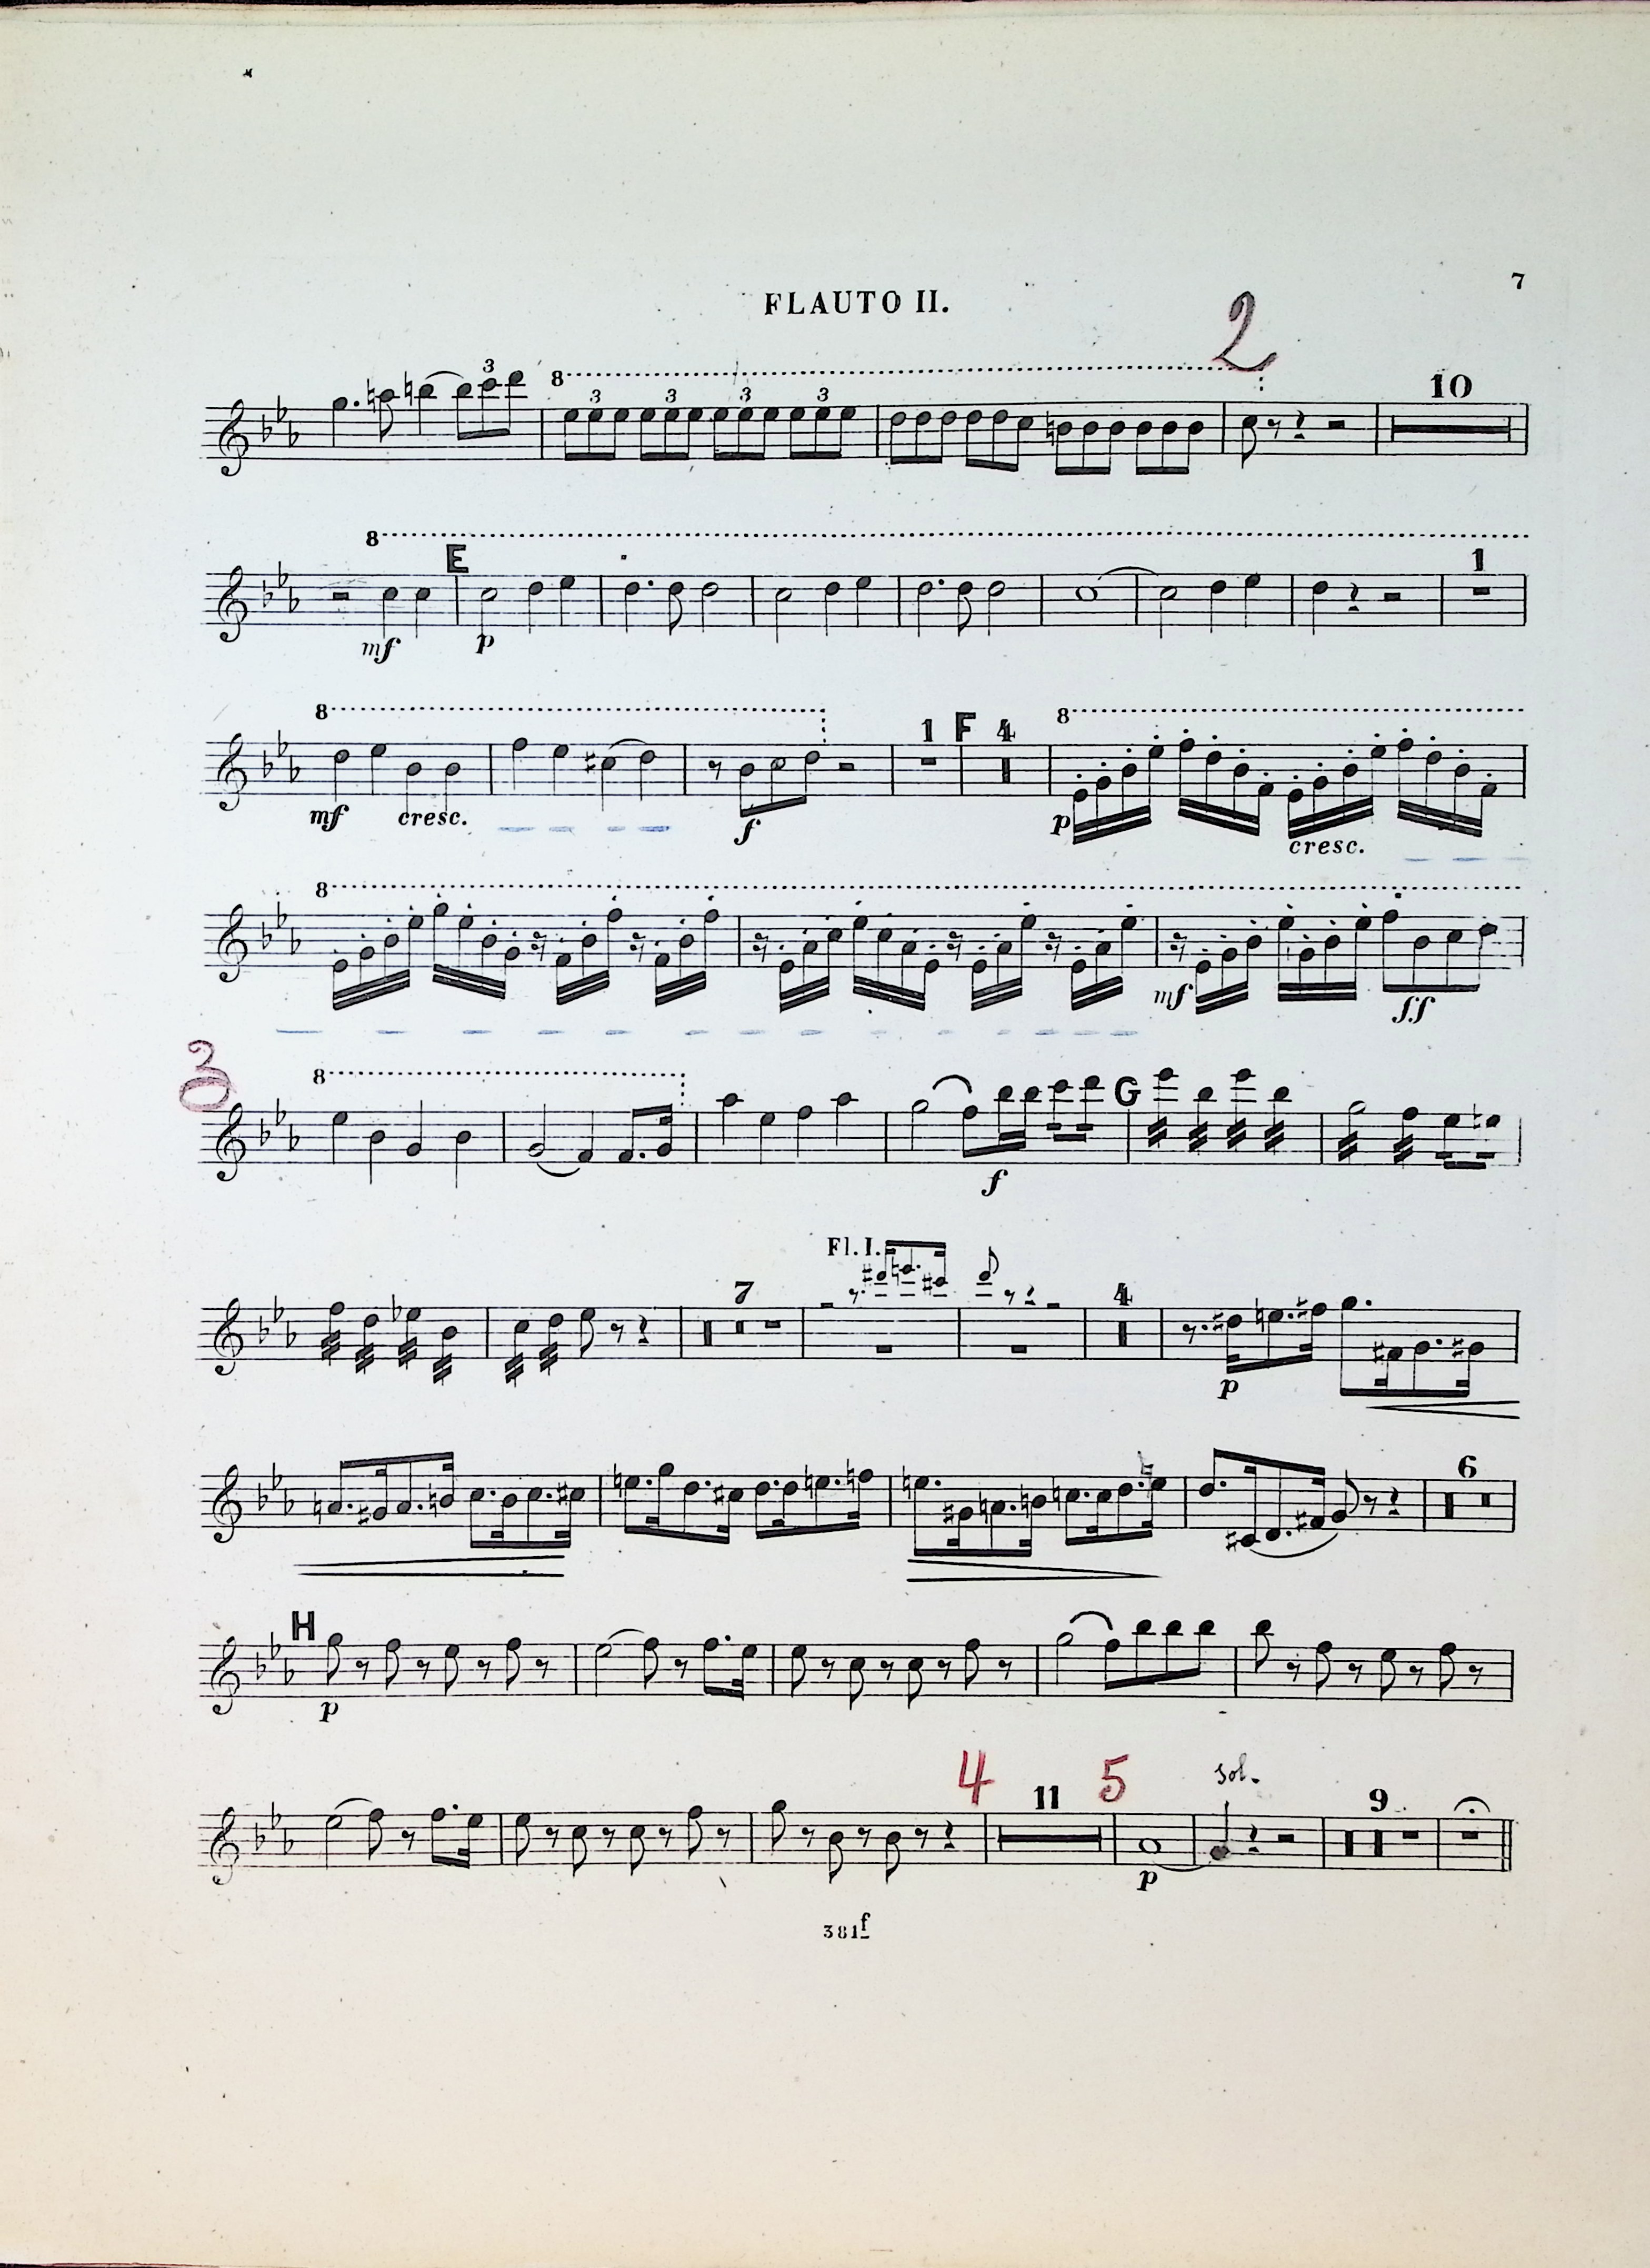 7
FLAUTO II.
2
3 8 3 3 3 3 10
8 E 1
mf p
8 1 F 4 8
mf cresc. f p cresc.
8
mf ff
3
8 G
f
Fl. I.
7 4
p
6
H
p
4 11 5 sol. 9
p
381f